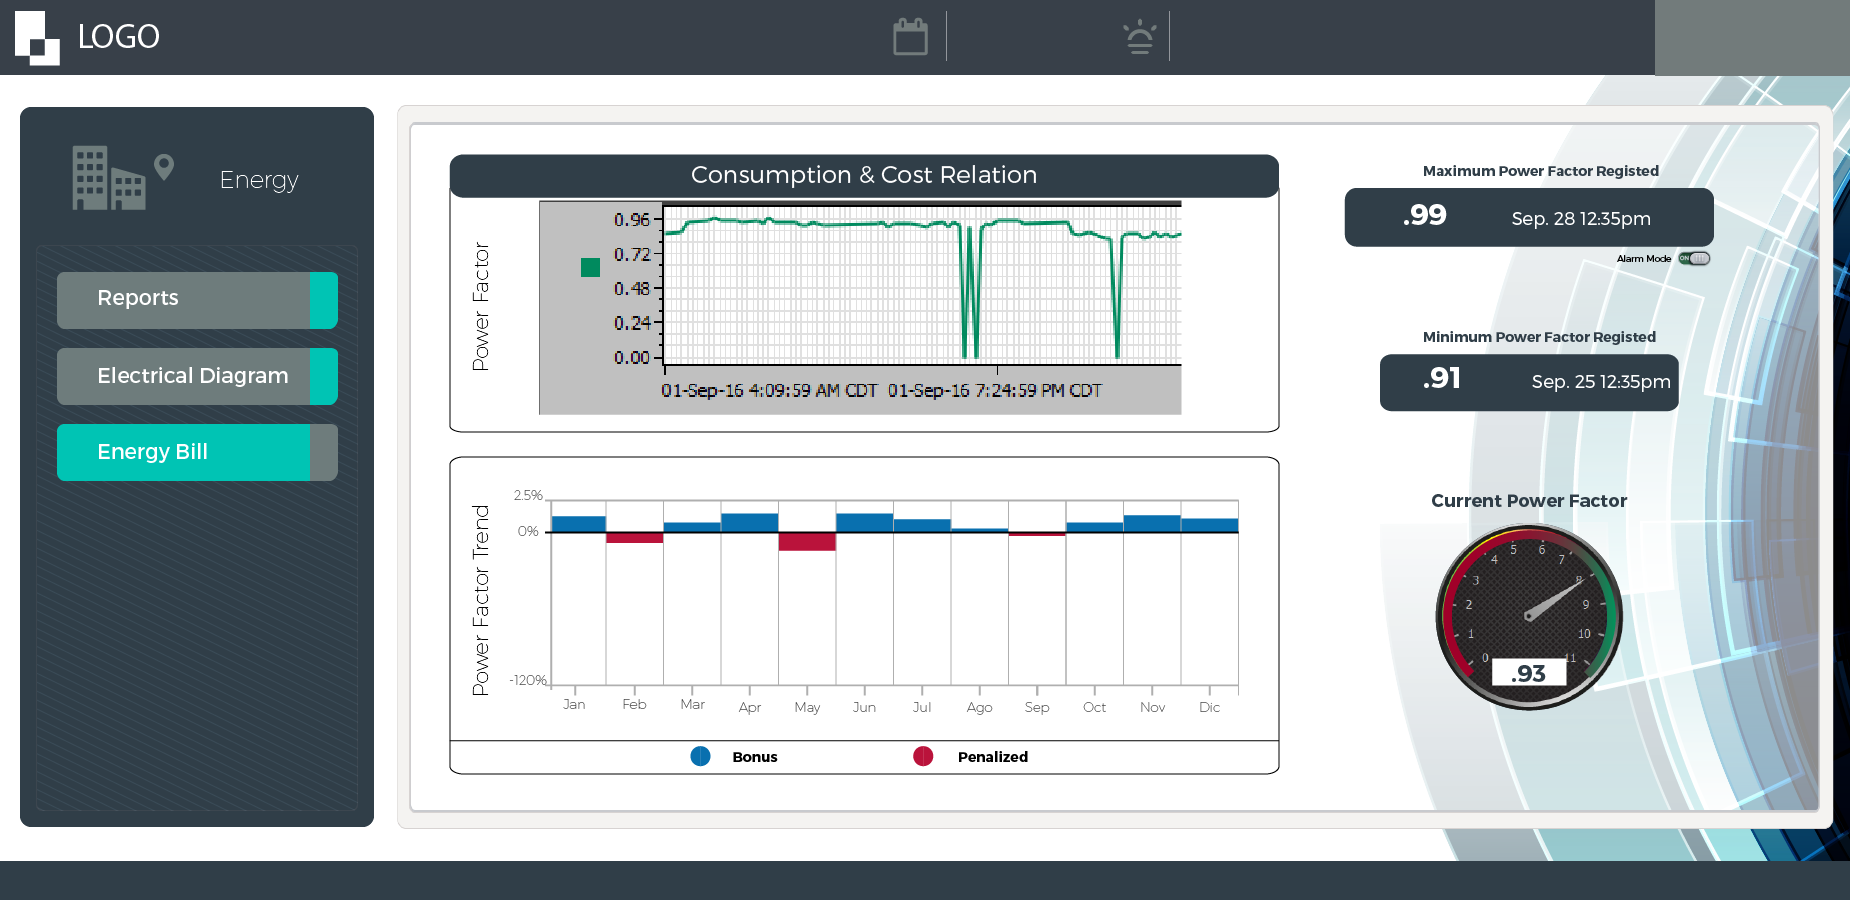 LOGO
Energy
Reports
Electrical Diagram
Energy Bill
Consumption & Cost Relation
Power Factor
0.96
0.72
0.48
0.24
0.00
01-Sep-16 4:09:59 AM CDT 01-Sep-16 7:24:59 PM CDT
Power Factor Trend
2.5%
0%
-120%
Jan Feb Mar Apr May Jun Jul Ago Sep Oct Nov Dic
Bonus Penalized
Maximum Power Factor Registed
.99 Sep. 28 12:35pm
Alarm Mode ON
Minimum Power Factor Registed
.91 Sep. 25 12:35pm
Current Power Factor
0 1 2 3 4 5 6 7 8 9 10 11
.93